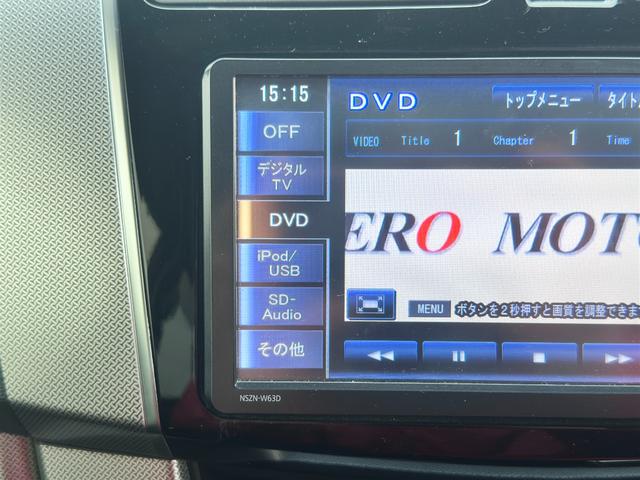 15:15
DVD
トップメニュー
OFF
VIDEO Title 1 Chapter 1 Time
デジタル
TV
DVD
ERO MOTO
iPod/
USB
SD-
Audio
MENU ボタンを2秒押すと画質を調整できま
その他
NSZN-W63D